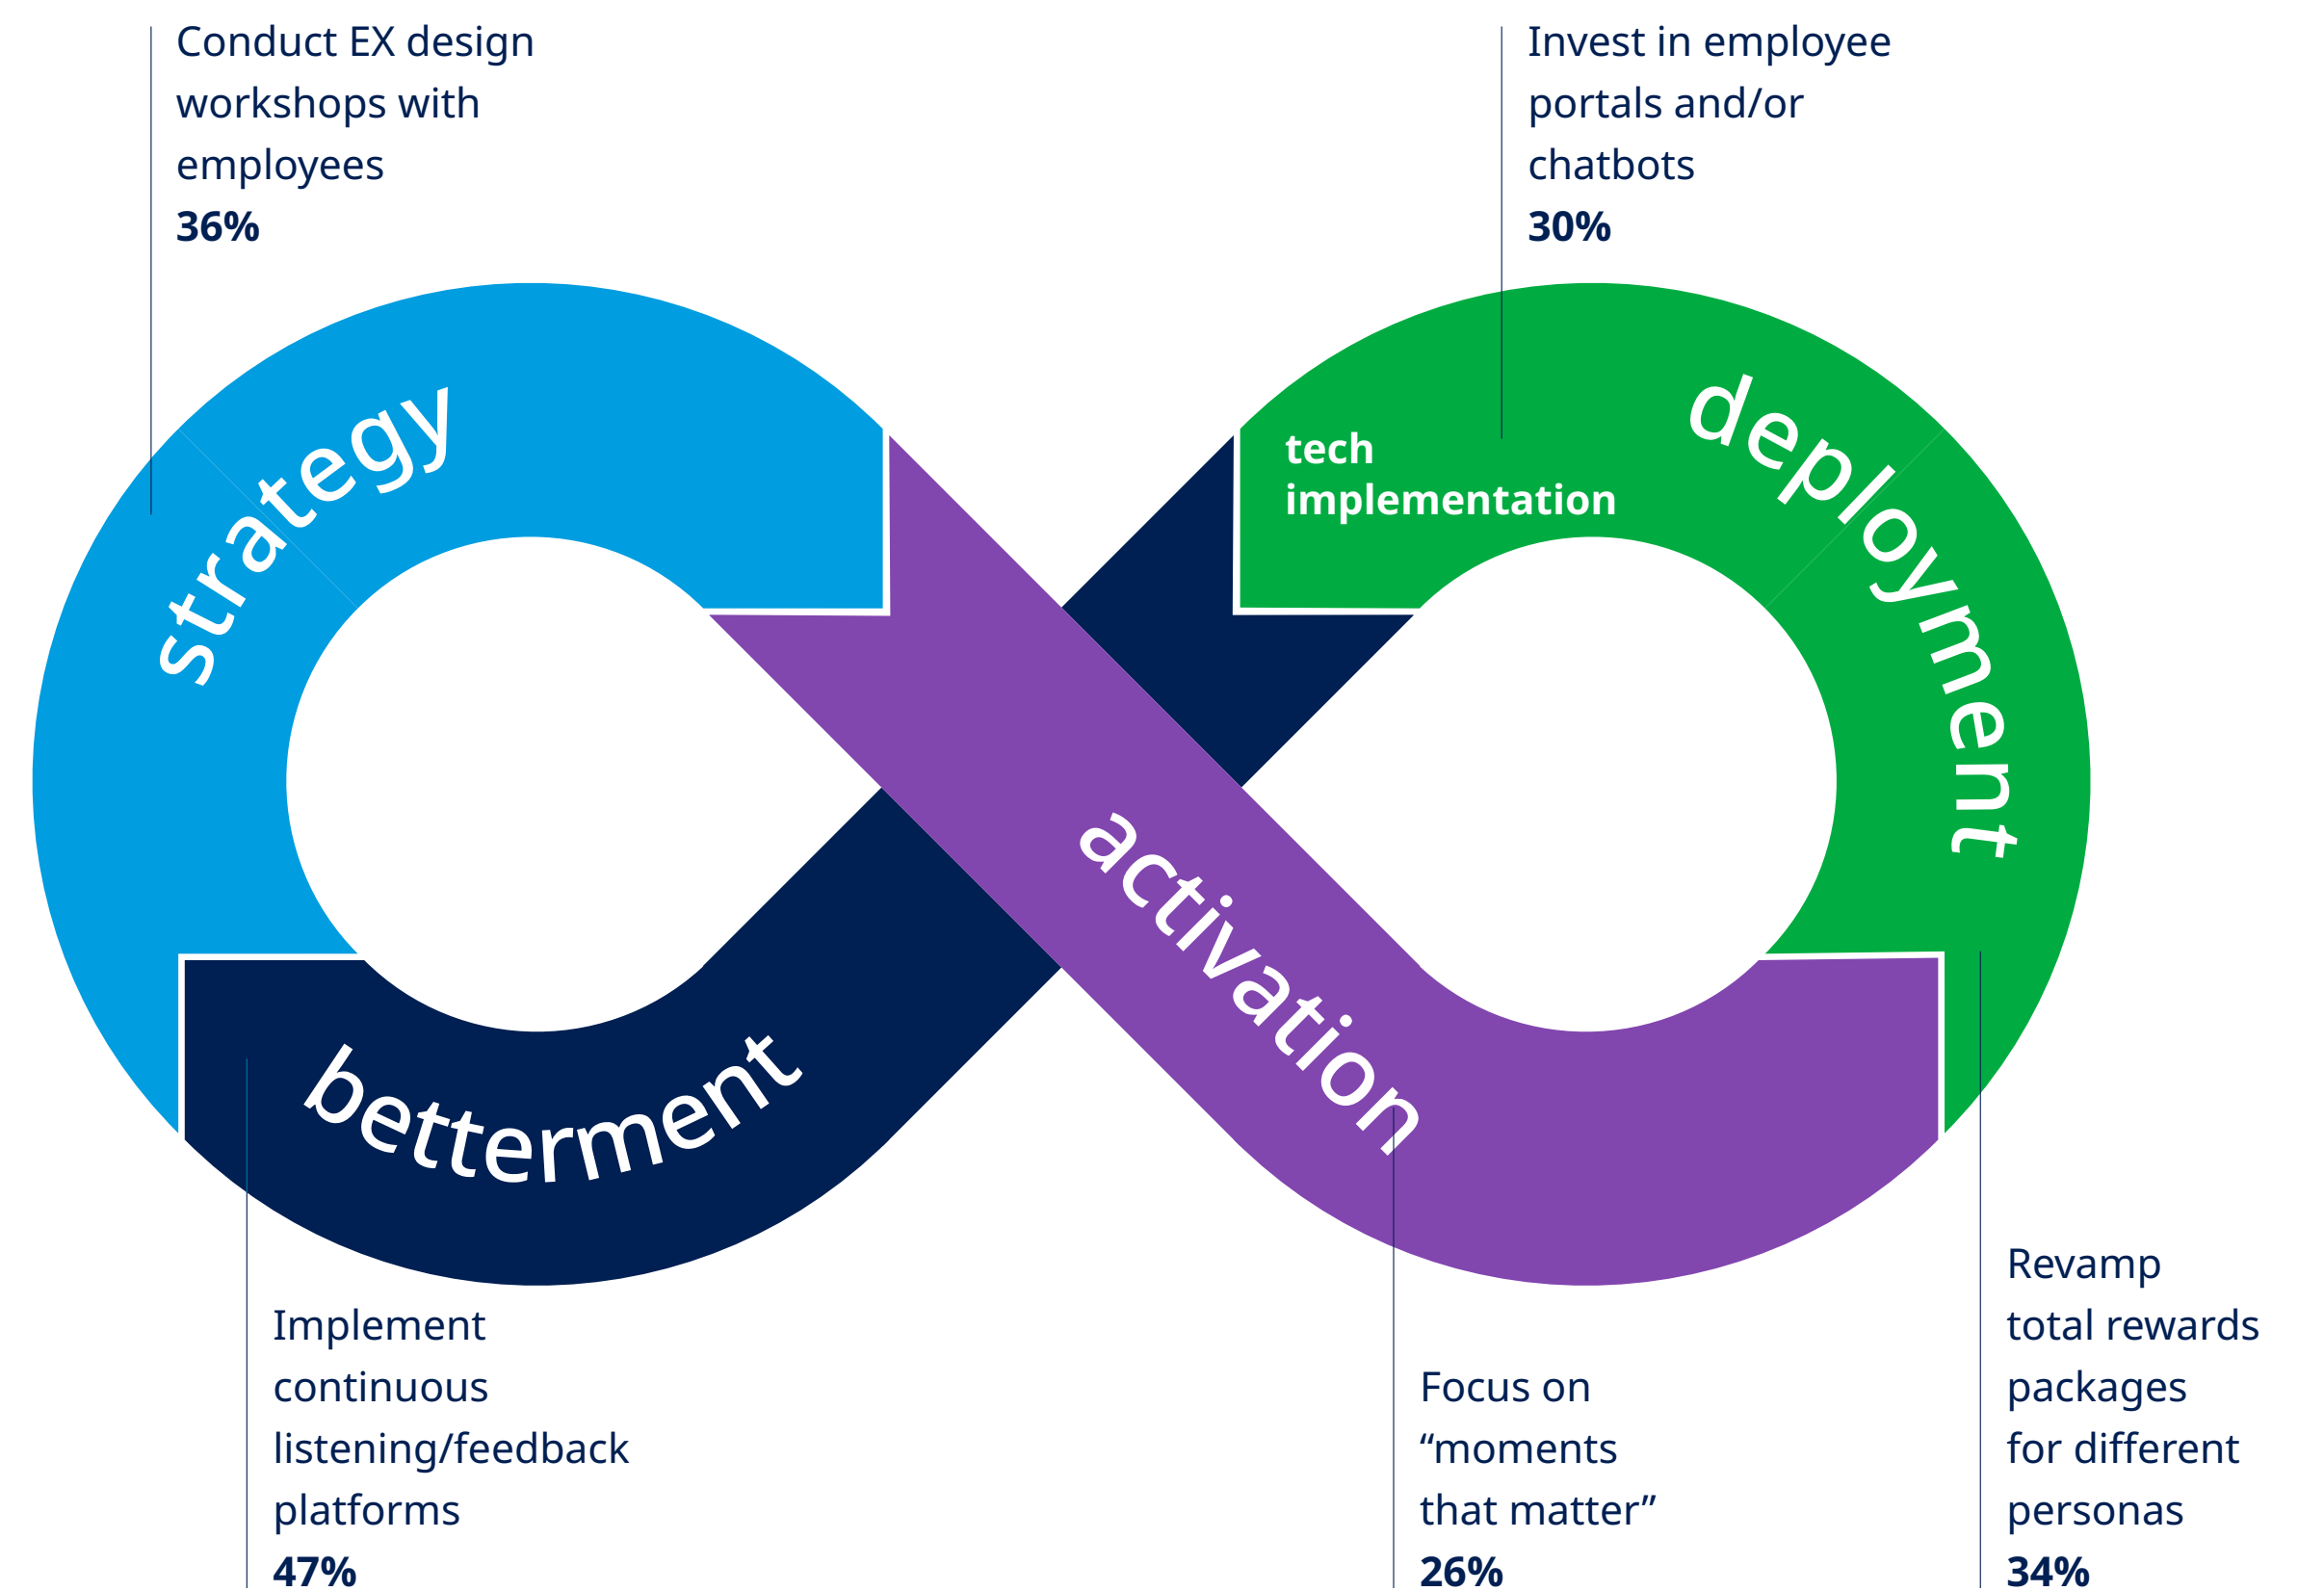 Conduct EX design
workshops with
employees
36%
Invest in employee
portals and/or
chatbots
30%
strategy
tech
implementation
deployment
activation
betterment
Implement
continuous
listening/feedback
platforms
47%
Focus on
“moments
that matter”
26%
Revamp
total rewards
packages
for different
personas
34%